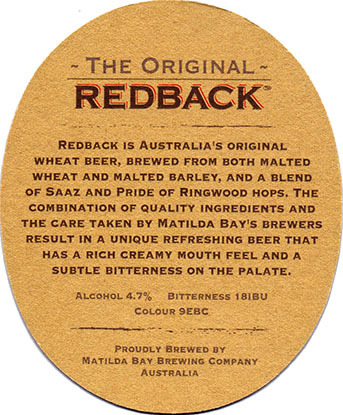 ~ The Original ~
REDBACK™
Redback is Australia's original
wheat beer, brewed from both malted
wheat and malted barley, and a blend
of Saaz and Pride of Ringwood hops. The
combination of quality ingredients and
the care taken by Matilda Bay's brewers
result in a unique refreshing beer that
has a rich creamy mouth feel and a
subtle bitterness on the palate.
Alcohol 4.7% Bitterness 18IBU
Colour 9EBC
Proudly Brewed by
Matilda Bay Brewing Company
Australia